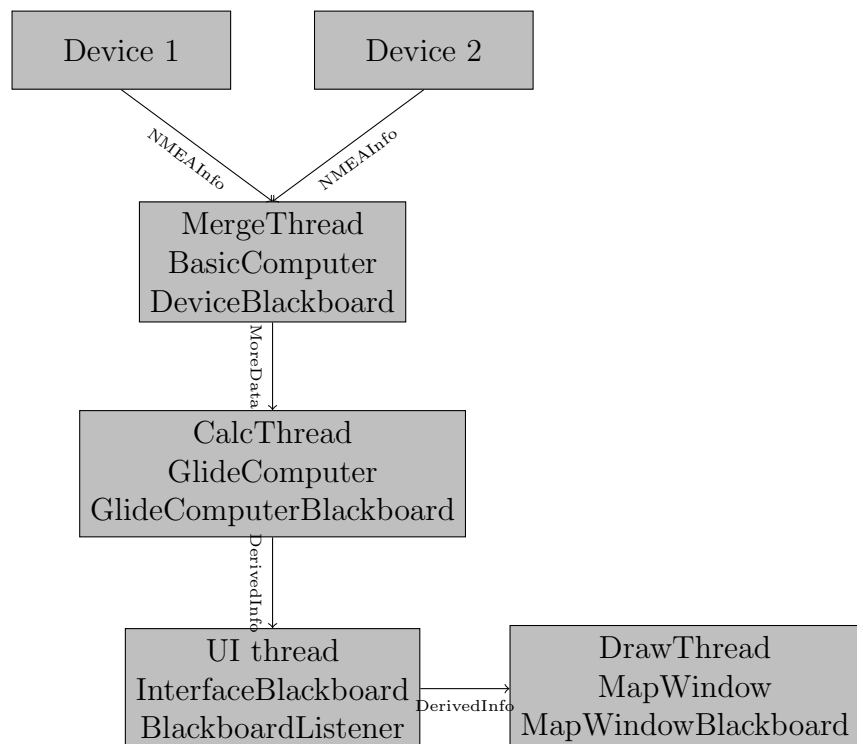 Device 1
Device 2
NMEAInfo
NMEAInfo
MergeThread
BasicComputer
DeviceBlackboard
MoreData
CalcThread
GlideComputer
GlideComputerBlackboard
DerivedInfo
UI thread
InterfaceBlackboard
BlackboardListener
DerivedInfo
DrawThread
MapWindow
MapWindowBlackboard